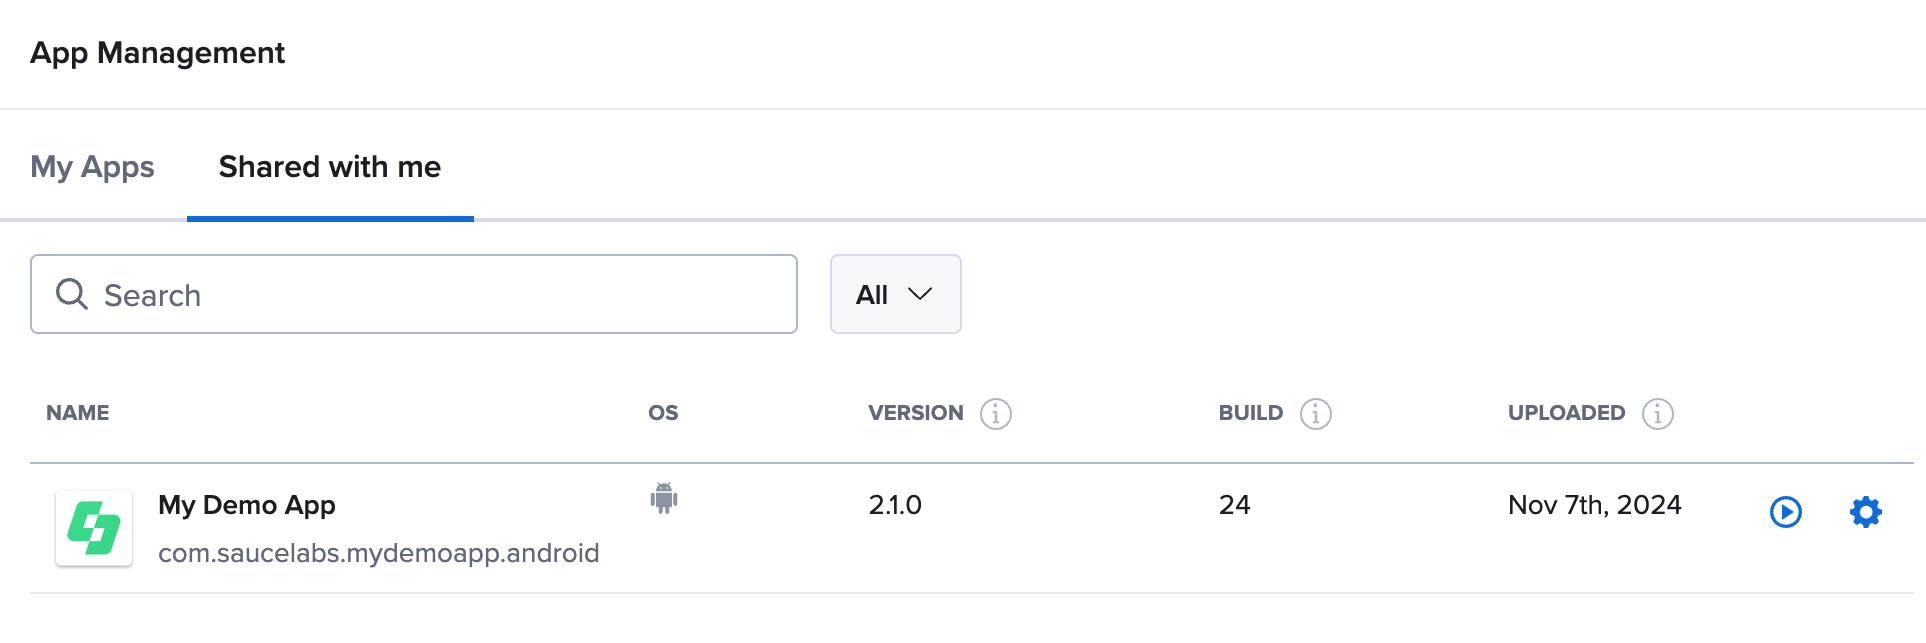 App Management
My Apps Shared with me
Search All
NAME OS VERSION BUILD UPLOADED
My Demo App 2.1.0 24 Nov 7th, 2024
com.saucelabs.mydemoapp.android